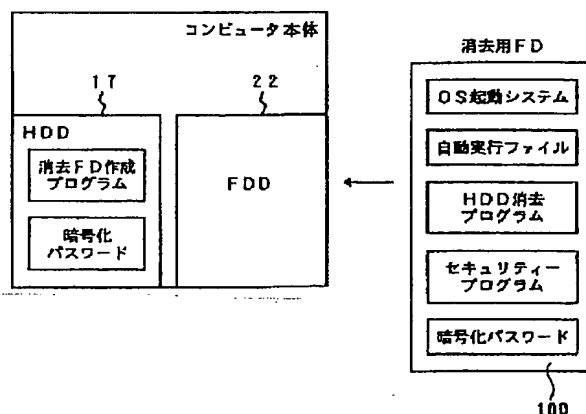 コンピュータ本体
17
22
HDD
消去FD作成
プログラム
暗号化
パスワード
FDD
消去用FD
OS起動システム
自動実行ファイル
HDD消去
プログラム
セキュリティー
プログラム
暗号化パスワード
100